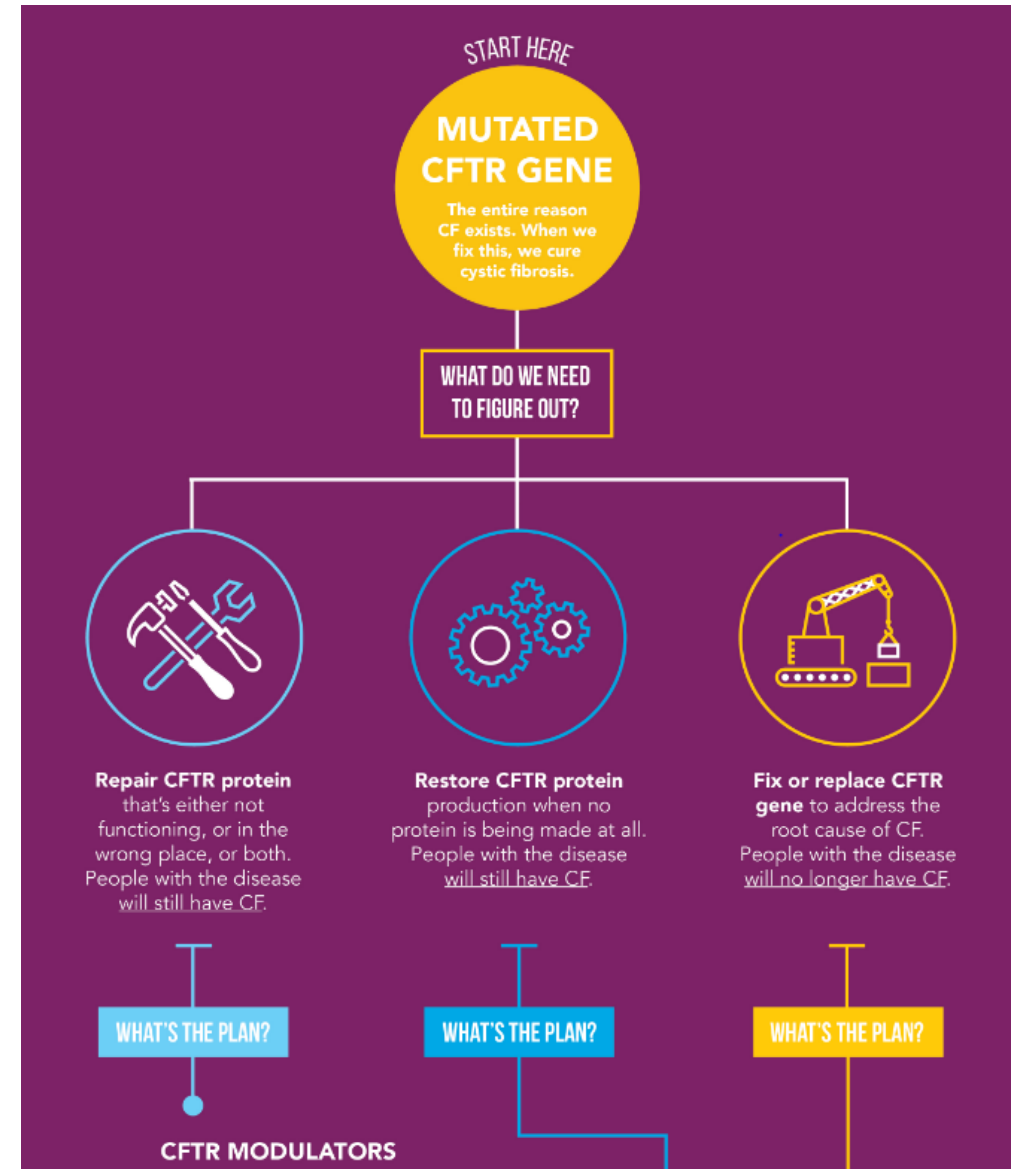 START HERE
MUTATED
CFTR GENE
The entire reason
CF exists. When we
fix this, we cure
cystic fibrosis.
WHAT DO WE NEED
TO FIGURE OUT?
Repair CFTR protein
that's either not
functioning, or in the
wrong place, or both.
People with the disease
will still have CF.
Restore CFTR protein
production when no
protein is being made at all.
People with the disease
will still have CF.
Fix or replace CFTR
gene to address the
root cause of CF.
People with the disease
will no longer have CF.
WHAT'S THE PLAN?
WHAT'S THE PLAN?
WHAT'S THE PLAN?
CFTR MODULATORS